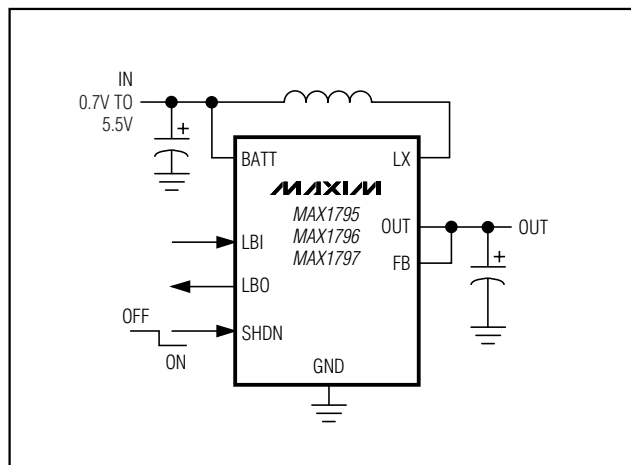 IN
0.7V TO
5.5V
+
BATT
LX
MAXIM
MAX1795
MAX1796
MAX1797
OUT
OUT
FB
+
LBI
LBO
OFF
ON
SHDN
GND